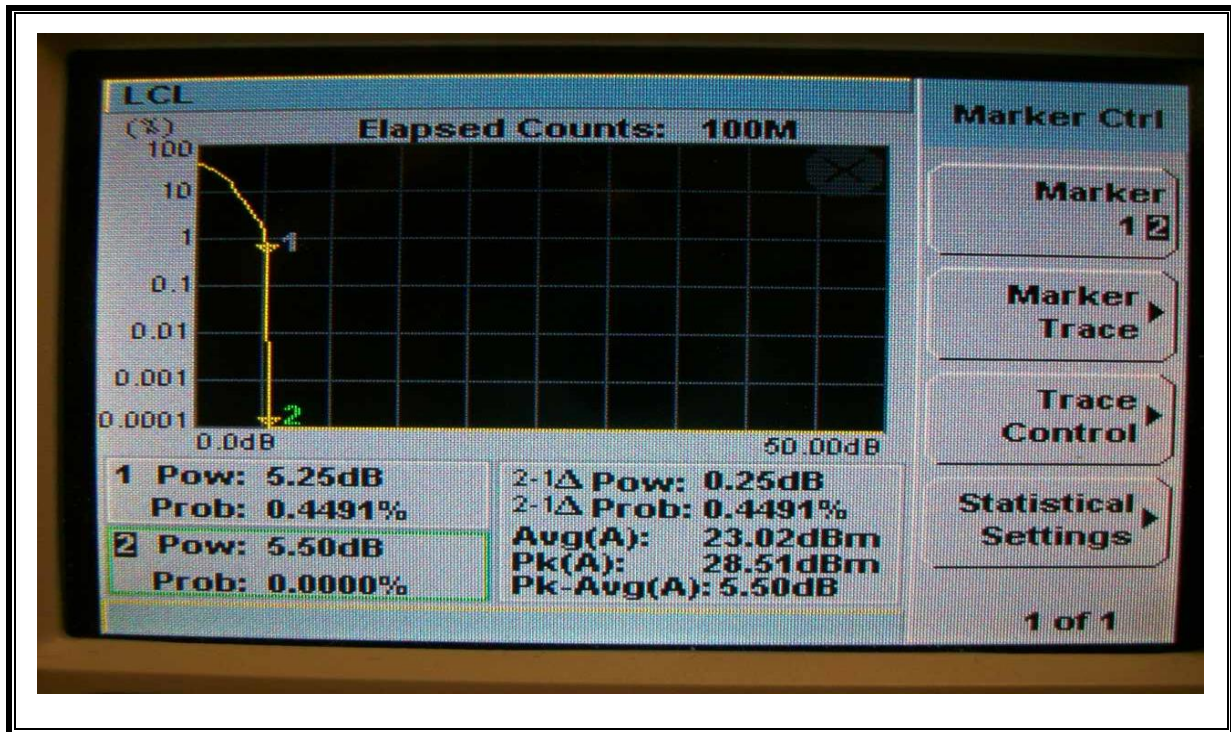 LCL
(%)
Elapsed Counts: 100M
100
10
1
0.1
0.01
0.001
0.0001
1
2
0.0dB
50.00dB
1 Pow: 5.25dB
Prob: 0.4491%
2 Pow: 5.50dB
Prob: 0.0000%
2-1Δ Pow: 0.25dB
2-1Δ Prob: 0.4491%
Avg(A): 23.02dBm
Pk(A): 28.51dBm
Pk-Avg(A): 5.50dB
Marker Ctrl
Marker
1 2
Marker
Trace
Trace
Control
Statistical
Settings
1 of 1